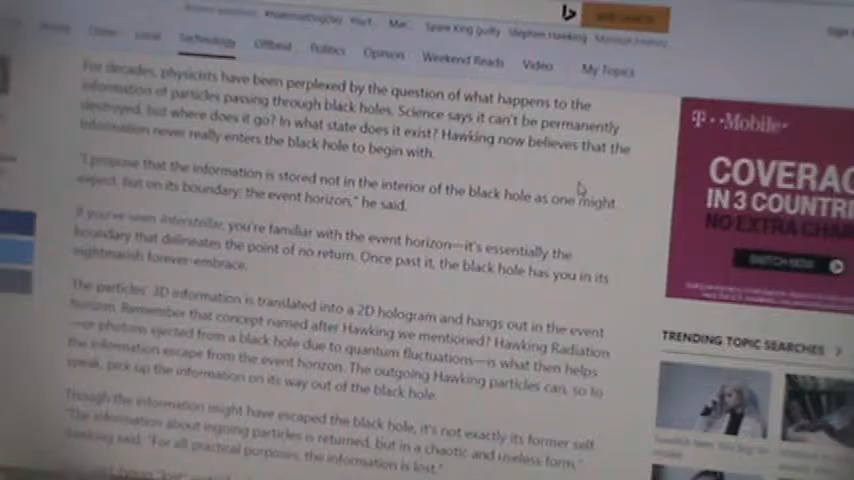 Spare King guilty Stephen Hawking
Local Technology Offbeat Politics Opinion Weekend Reads Video My Topics
For decades, physicists have been perplexed by the question of what happens to the
information of particles passing through black holes. Science says it can't be permanently
destroyed, but where does it go? In what state does it exist? Hawking now believes that the
information never really enters the black hole to begin with.
"I propose that the information is stored not in the interior of the black hole as one might
expect, but on its boundary; the event horizon," he said.
If you've seen Interstellar, you're familiar with the event horizon—it's essentially the
boundary that delineates the point of no return. Once past it, the black hole has you in its
nightmarish forever-embrace.
The particles' 3D information is translated into a 2D hologram and hangs out in the event
horizon. Remember that concept named after Hawking we mentioned? Hawking Radiation
—or photons ejected from a black hole due to quantum fluctuations—is what then helps
the information escape from the event horizon. The outgoing Hawking particles can, so to
speak, pick up the information on its way out of the black hole.
Though the information might have escaped the black hole, it's not exactly its former self.
"The information about ingoing particles is returned, but in a chaotic and useless form,"
Hawking said. "For all practical purposes, the information is lost."
T-Mobile
COVERAG
IN 3 COUNTRI
NO EXTRA CHAR
SWITCH NOW
TRENDING TOPIC SEARCHES